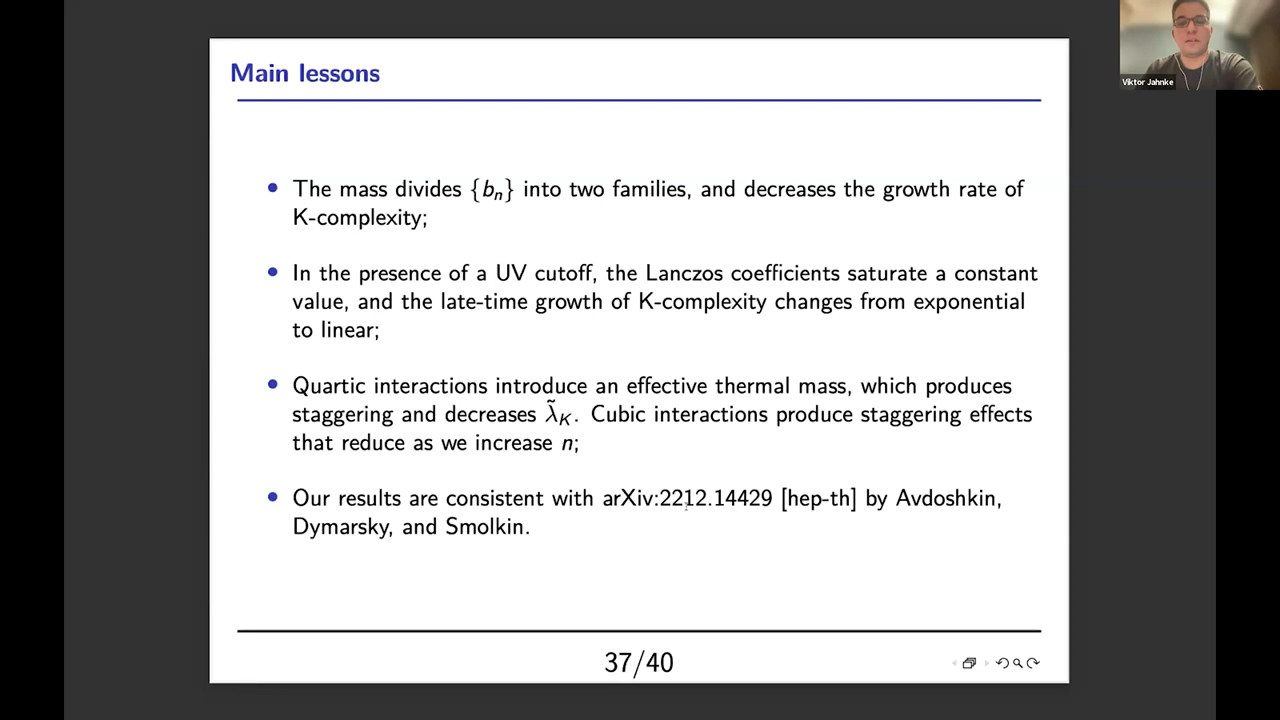 Main lessons
• The mass divides {bₙ} into two families, and decreases the growth rate of
K-complexity;
• In the presence of a UV cutoff, the Lanczos coefficients saturate a constant
value, and the late-time growth of K-complexity changes from exponential
to linear;
• Quartic interactions introduce an effective thermal mass, which produces
staggering and decreases λ̃_K. Cubic interactions produce staggering effects
that reduce as we increase n;
• Our results are consistent with arXiv:2212.14429 [hep-th] by Avdoshkin,
Dymarsky, and Smolkin.
37/40
Viktor Jahnke